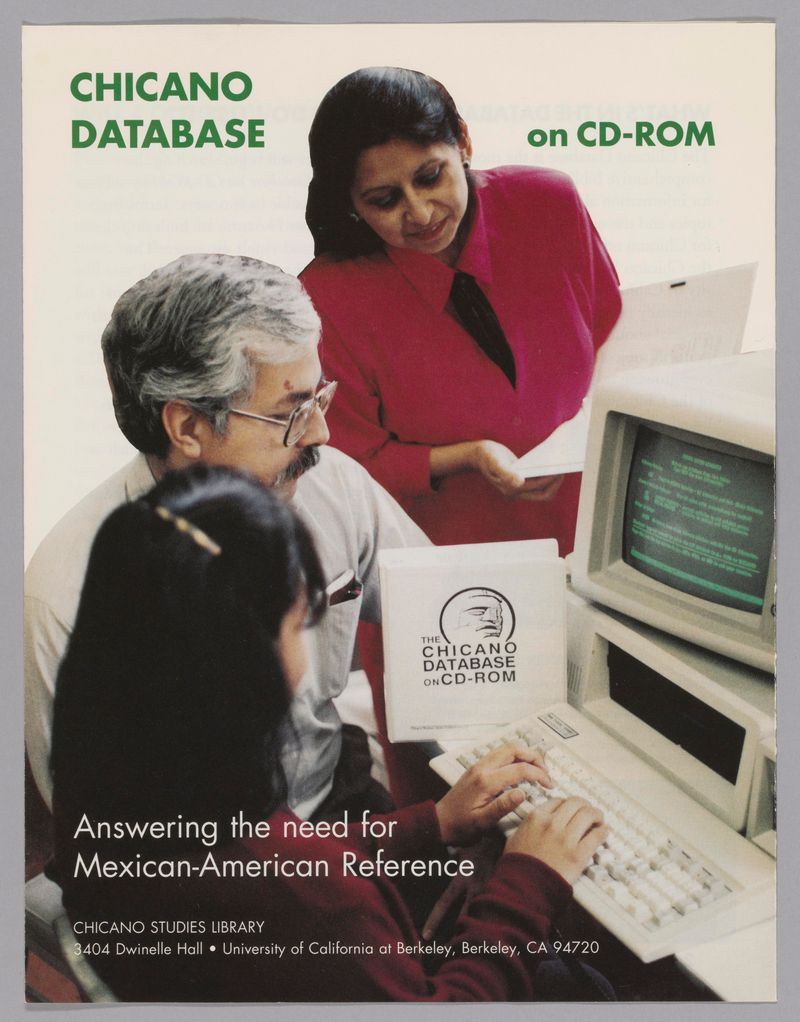 CHICANO
DATABASE
on CD-ROM
THE
CHICANO
DATABASE
ON CD-ROM
Answering the need for
Mexican-American Reference
CHICANO STUDIES LIBRARY
3404 Dwinelle Hall • University of California at Berkeley, Berkeley, CA 94720